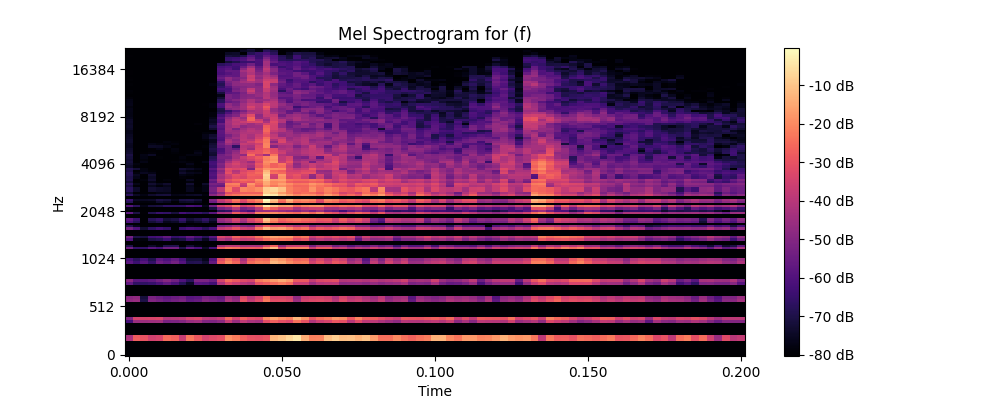 Mel Spectrogram for (f)
16384
8192
4096
2048
1024
512
0
Hz
0.000
0.050
0.100
0.150
0.200
Time
-10 dB
-20 dB
-30 dB
-40 dB
-50 dB
-60 dB
-70 dB
-80 dB